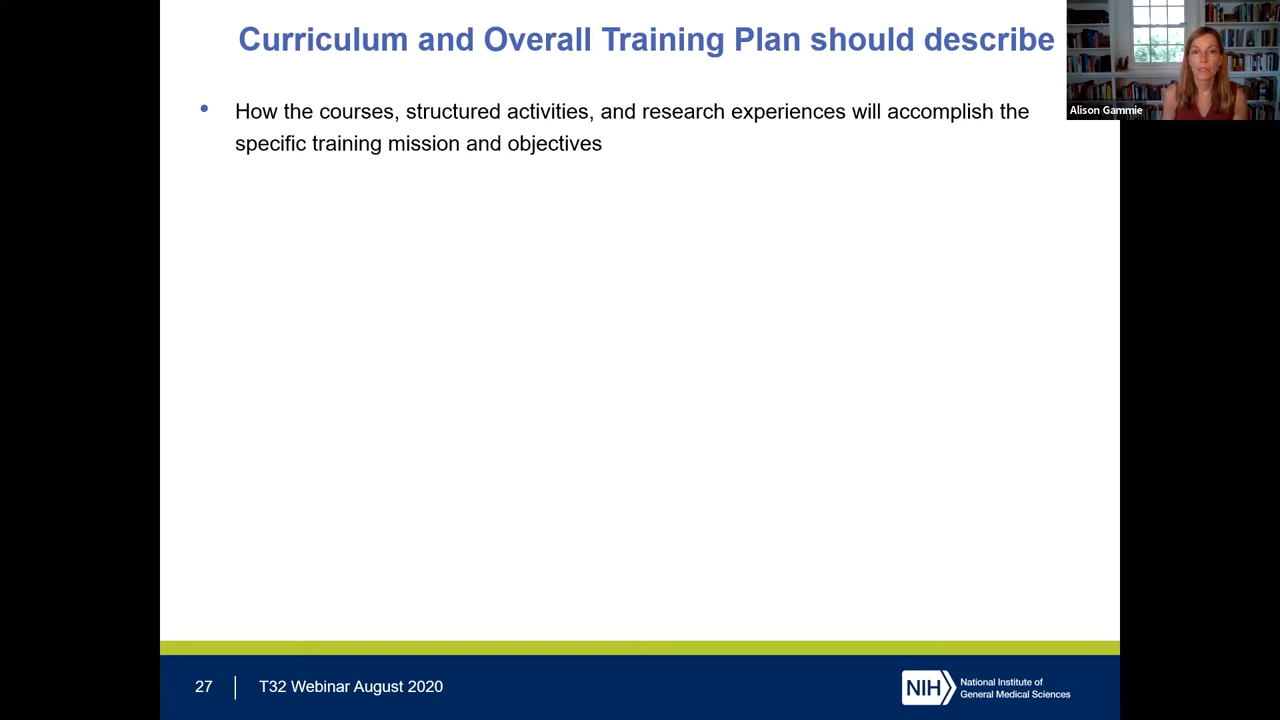 Curriculum and Overall Training Plan should describe
Alison Gammie
• How the courses, structured activities, and research experiences will accomplish the
specific training mission and objectives
27 | T32 Webinar August 2020
NIH
National Institute of
General Medical Sciences